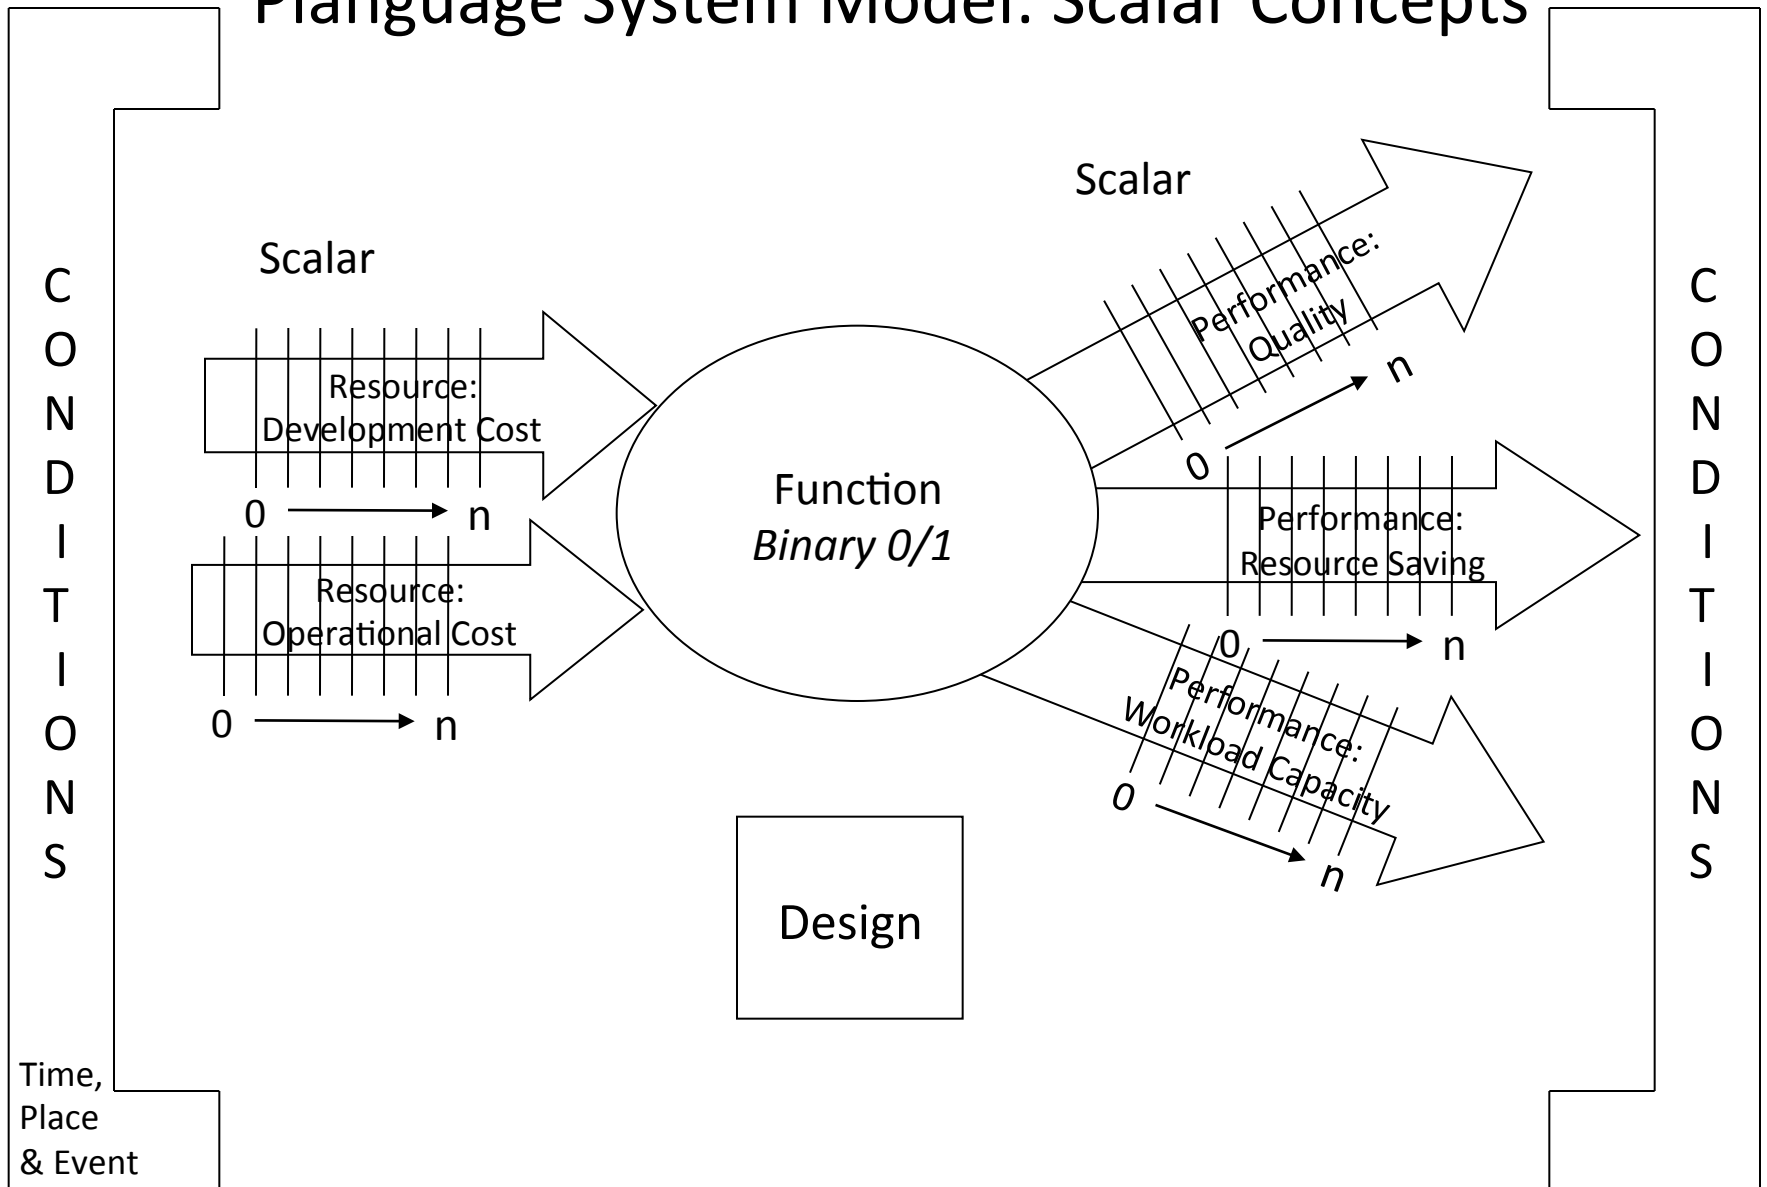 Planguage System Model: Scalar Concepts
C
O
N
D
I
T
I
O
N
S
Time,
Place
& Event
Scalar
Resource:
Development Cost
0
n
Resource:
Operational Cost
0
n
Function
Binary 0/1
Design
Scalar
Performance:
Quality
0
n
Performance:
Resource Saving
0
n
Performance:
Workload Capacity
0
n
C
O
N
D
I
T
I
O
N
S